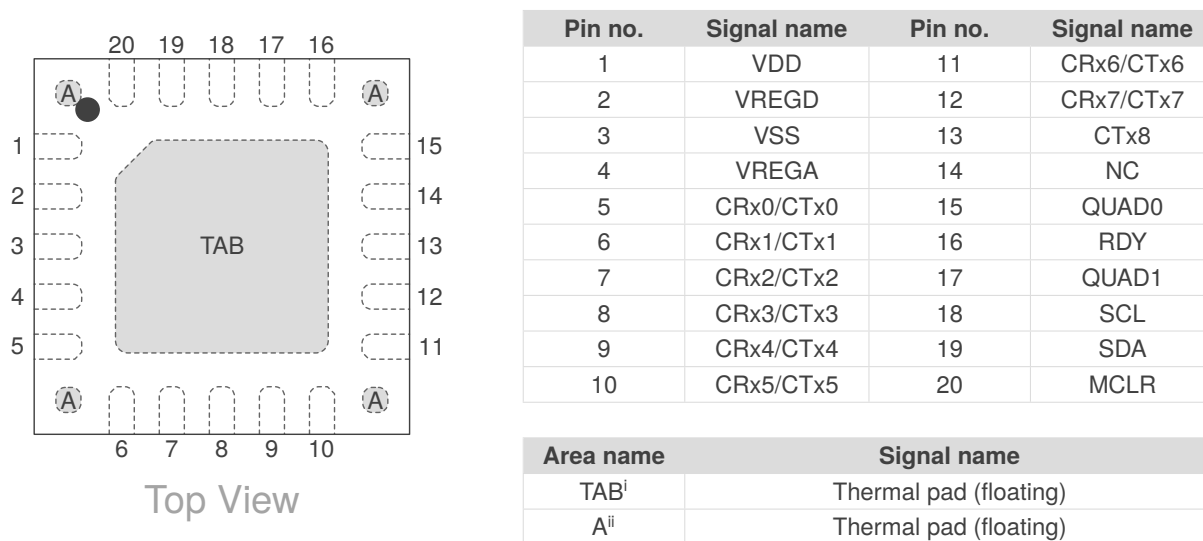 20 19 18 17 16
A A
1 15
2 14
3 TAB 13
4 12
5 11
A A
6 7 8 9 10
Top View
Pin no. Signal name Pin no. Signal name
1 VDD 11 CRx6/CTx6
2 VREGD 12 CRx7/CTx7
3 VSS 13 CTx8
4 VREGA 14 NC
5 CRx0/CTx0 15 QUAD0
6 CRx1/CTx1 16 RDY
7 CRx2/CTx2 17 QUAD1
8 CRx3/CTx3 18 SCL
9 CRx4/CTx4 19 SDA
10 CRx5/CTx5 20 MCLR
Area name Signal name
TABⁱ Thermal pad (floating)
Aⁱⁱ Thermal pad (floating)